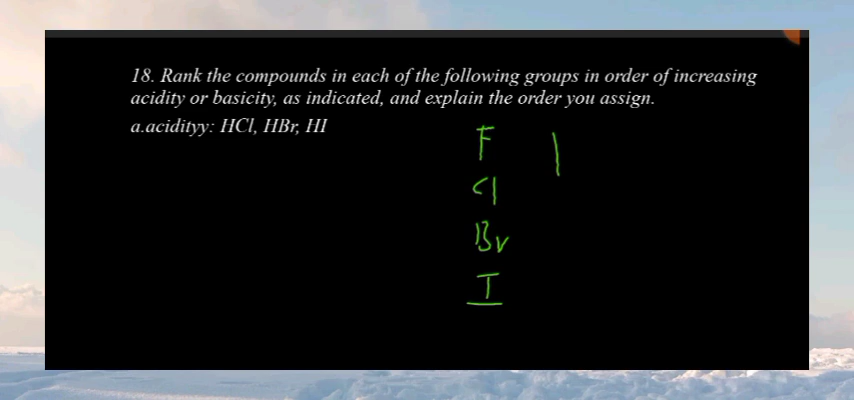 18. Rank the compounds in each of the following groups in order of increasing
acidity or basicity, as indicated, and explain the order you assign.
a.acidityy: HCl, HBr, HI
F
Cl
Br
I